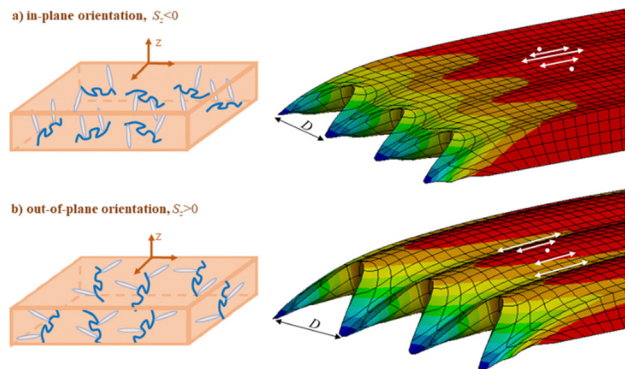 a) in-plane orientation, Sz<0
z
D
b) out-of-plane orientation, Sz>0
z
D